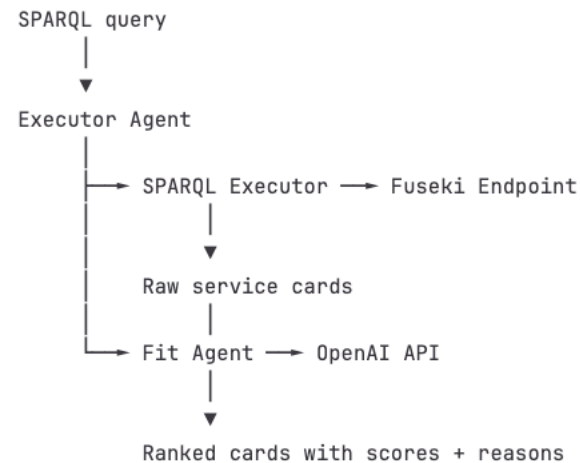 SPARQL query
Executor Agent
SPARQL Executor → Fuseki Endpoint
Raw service cards
Fit Agent → OpenAI API
Ranked cards with scores + reasons